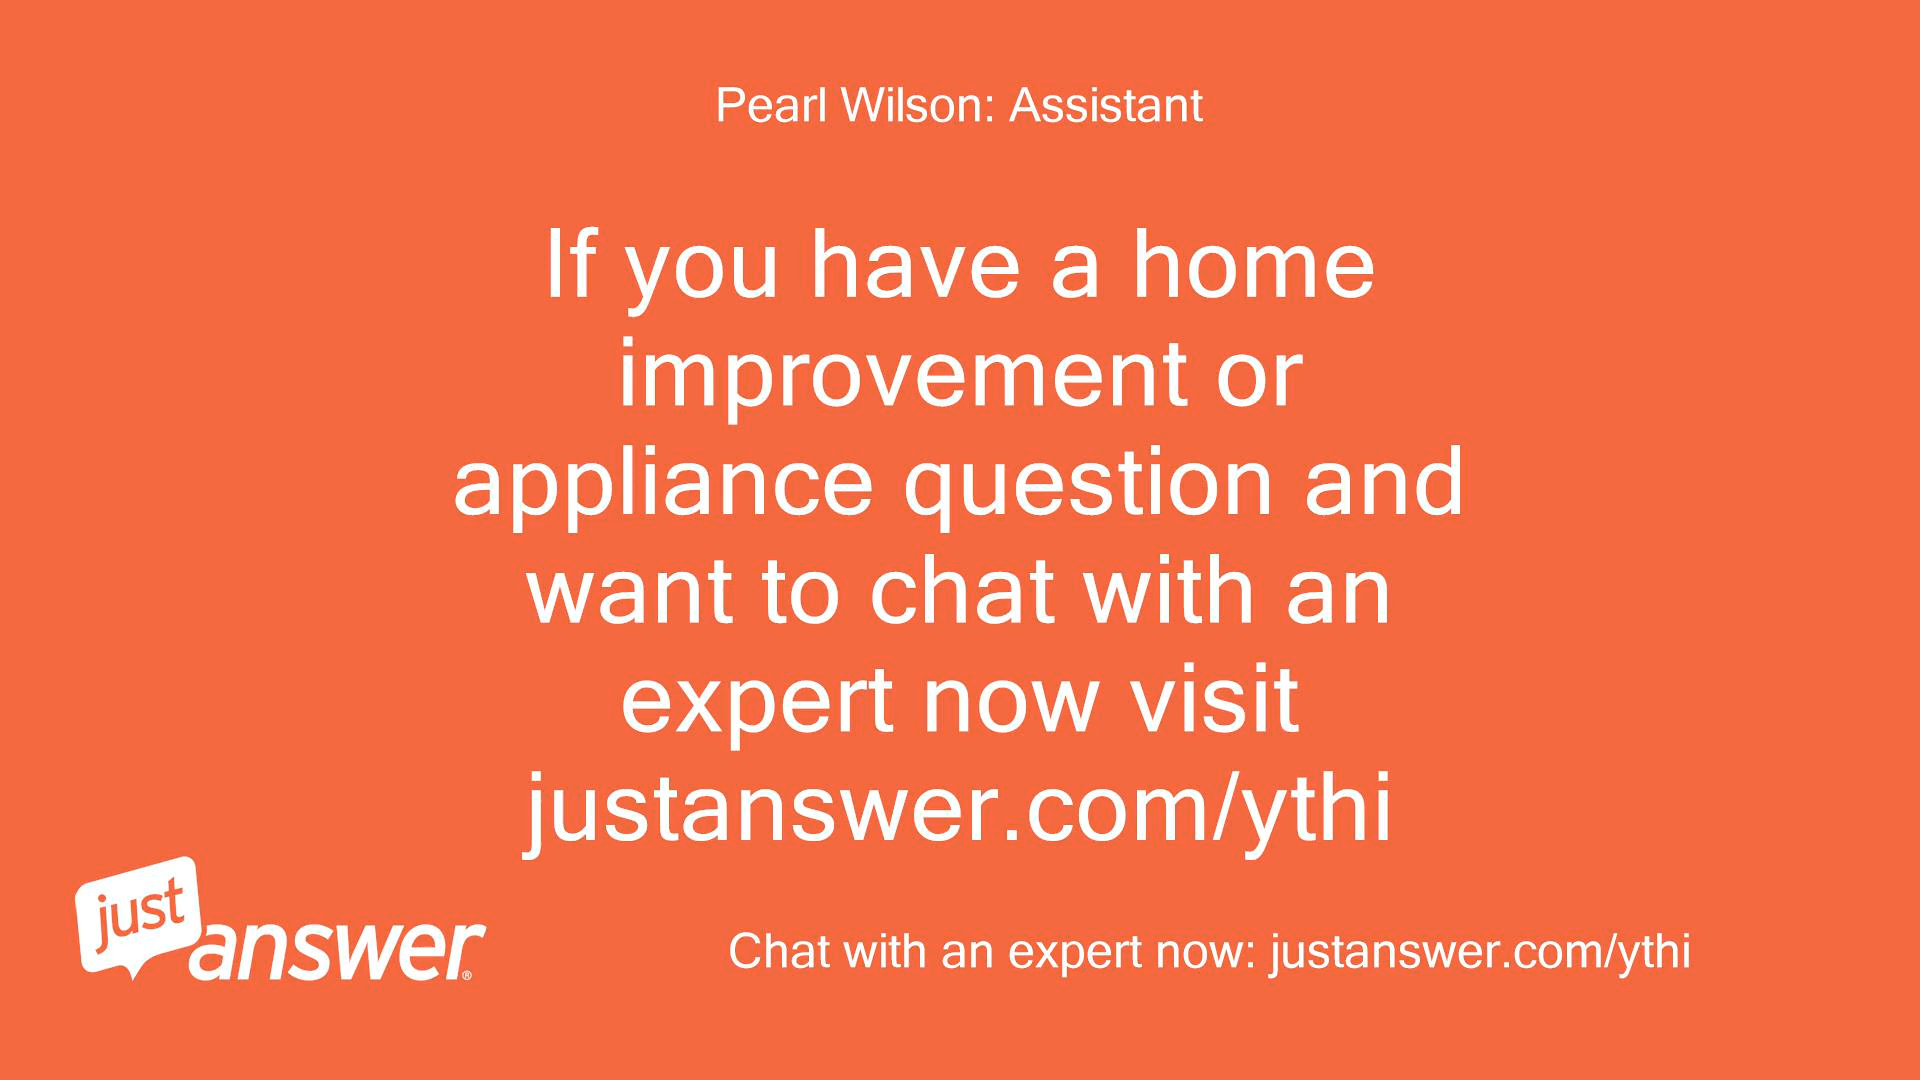 Pearl Wilson: Assistant
If you have a home
improvement or
appliance question and
want to chat with an
expert now visit
justanswer.com/ythi
just
answer®
Chat with an expert now: justanswer.com/ythi